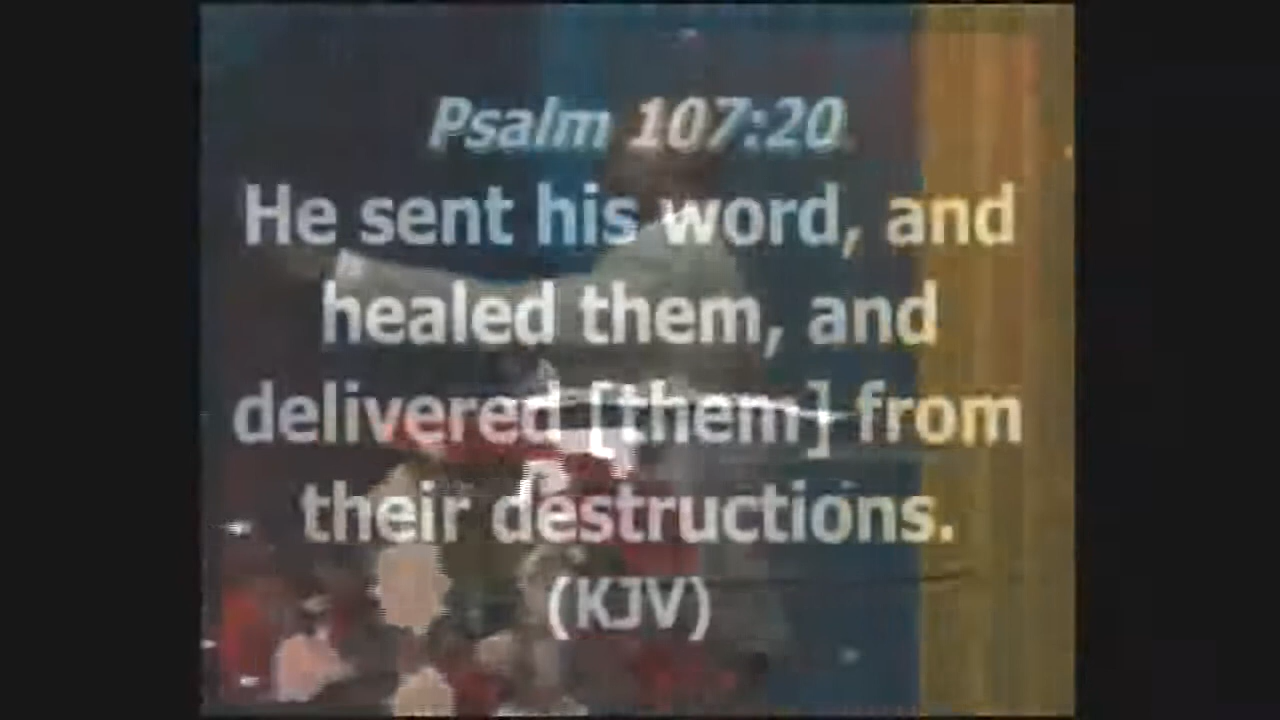 Psalm 107:20
He sent his word, and
healed them, and
delivered [them] from
their destructions.
(KJV)